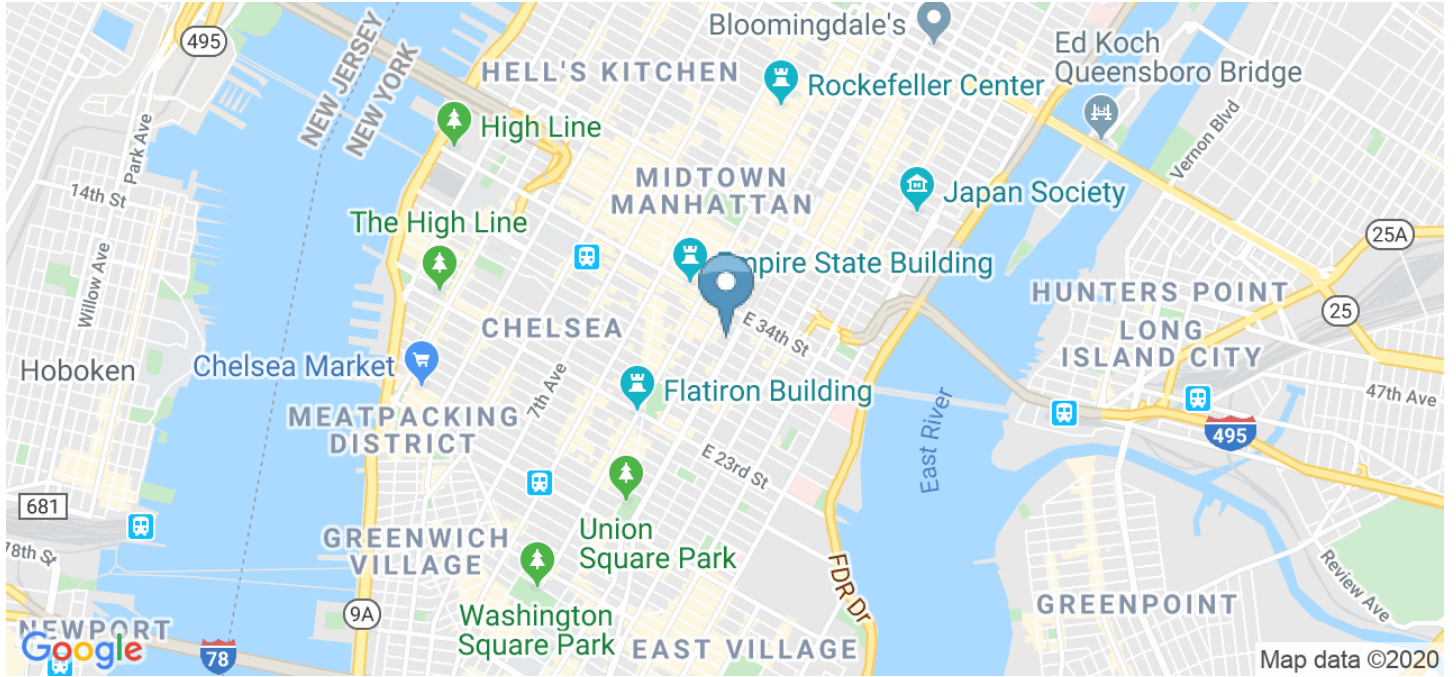 Bloomingdale's
495
Ed Koch
Queensboro Bridge
NEW JERSEY
NEW YORK
HELL'S KITCHEN
Rockefeller Center
High Line
Park Ave
Vernon Blvd
MIDTOWN
MANHATTAN
14th St
Japan Society
The High Line
25A
Willow Ave
Empire State Building
HUNTERS POINT
25
CHELSEA
E 34th St
LONG
ISLAND CITY
Hoboken
Chelsea Market
7th Ave
Flatiron Building
47th Ave
MEATPACKING
DISTRICT
495
East River
E 23rd St
681
Union
Square Park
GREENWICH
VILLAGE
78th St
FDR Dr
Review Ave
GREENPOINT
9A
Washington
Square Park
NEWPORT
Google
78
EAST VILLAGE
Map data ©2020